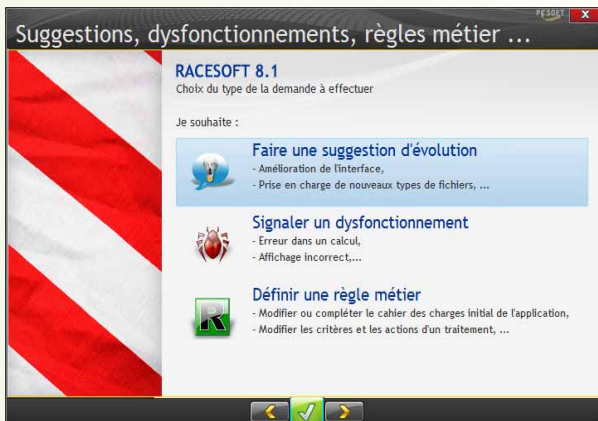 PCSOFT
Suggestions, dysfonctionnements, règles métier ...
RACESOFT 8.1
Choix du type de la demande à effectuer
Je souhaite :
Faire une suggestion d'évolution
- Amélioration de l'interface,
- Prise en charge de nouveaux types de fichiers, ...
Signaler un dysfonctionnement
- Erreur dans un calcul,
- Affichage incorrect,...
Définir une règle métier
- Modifier ou compléter le cahier des charges initial de l'application,
- Modifier les critères et les actions d'un traitement, ...
R